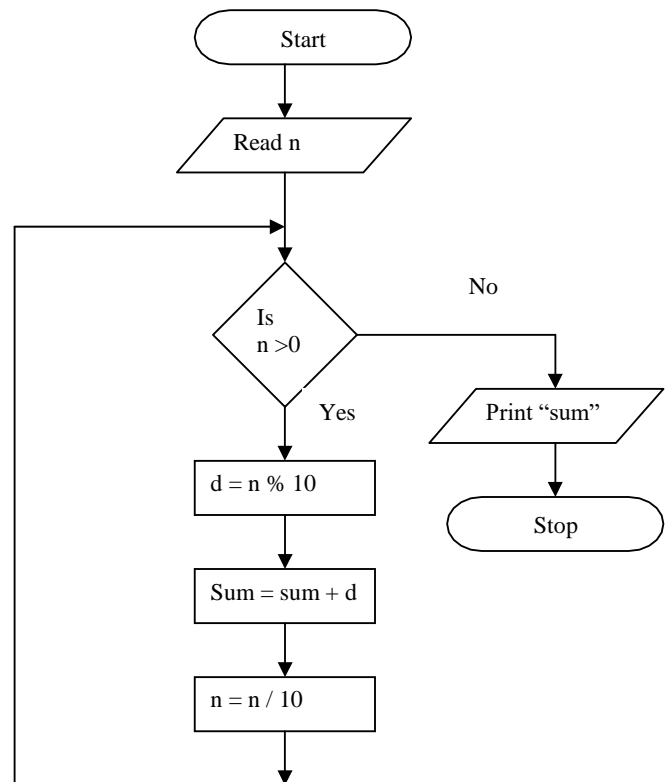 Start
Read n
Is
n >0
No
Yes
Print “sum”
d = n % 10
Stop
Sum = sum + d
n = n / 10